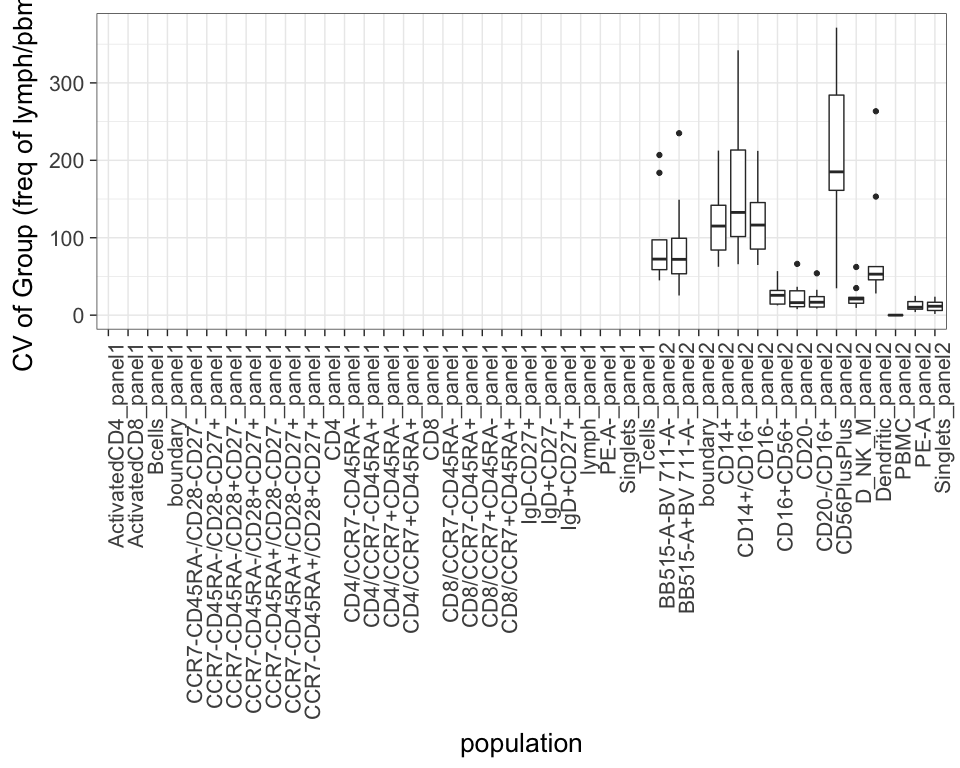 CV of Group (freq of lymph/pbm
300
200
100
0
ActivatedCD4_panel1
ActivatedCD8_panel1
Bcells_panel1
boundary_panel1
CCR7-CD45RA-/CD28-CD27-_panel1
CCR7-CD45RA-/CD28-CD27+_panel1
CCR7-CD45RA-/CD28+CD27-_panel1
CCR7-CD45RA-/CD28+CD27+_panel1
CCR7-CD45RA+/CD28-CD27-_panel1
CCR7-CD45RA+/CD28-CD27+_panel1
CCR7-CD45RA+/CD28+CD27+_panel1
CD4_panel1
CD4/CCR7-CD45RA-_panel1
CD4/CCR7-CD45RA+_panel1
CD4/CCR7+CD45RA-_panel1
CD4/CCR7+CD45RA+_panel1
CD8_panel1
CD8/CCR7-CD45RA-_panel1
CD8/CCR7-CD45RA+_panel1
CD8/CCR7+CD45RA-_panel1
CD8/CCR7+CD45RA+_panel1
IgD-CD27+_panel1
IgD+CD27-_panel1
IgD+CD27+_panel1
lymph_panel1
PE-A-_panel1
Singlets_panel1
Tcells_panel1
BB515-A-BV 711-A-_panel2
BB515-A+BV 711-A-_panel2
boundary_panel2
CD14+_panel2
CD14+/CD16+_panel2
CD16-_panel2
CD16+CD56+_panel2
CD20-_panel2
CD20-/CD16+_panel2
CD56PlusPlus_panel2
D_NK_M_panel2
Dendritic_panel2
PBMC_panel2
PE-A-_panel2
Singlets_panel2
population